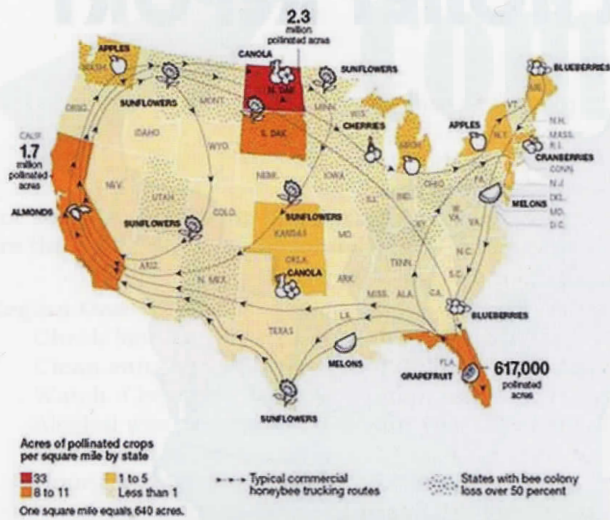 2.3
million
pollinated acres
CANOLA
SUNFLOWERS
BLUEBERRIES
APPLES
WASH.
SUNFLOWERS
MONT.
N. DAK.
MINN.
ME.
VT.
N.H.
MASS.
R.I.
CONN.
N.J.
DEL.
MD.
D.C.
OREG.
IDAHO
WYO.
S. DAK.
WIS.
CHERRIES
MICH.
APPLES
N.Y.
CRANBERRIES
CALIF.
1.7
million
pollinated
acres
NEV.
UTAH
COLO.
NEBR.
IOWA
ILL.
IND.
OHIO
PA.
MELONS
W.
VA.
VA.
KY.
ALMONDS
SUNFLOWERS
SUNFLOWERS
KANSAS
MO.
N.C.
TENN.
S.C.
ARIZ.
N. MEX.
OKLA.
CANOLA
ARK.
MISS.
ALA.
GA.
BLUEBERRIES
TEXAS
LA.
MELONS
FLA.
GRAPEFRUIT
617,000
pollinated
acres
SUNFLOWERS
Acres of pollinated crops
per square mile by state
33
8 to 11
1 to 5
Less than 1
One square mile equals 640 acres.
Typical commercial
honeybee trucking routes
States with bee colony
loss over 50 percent